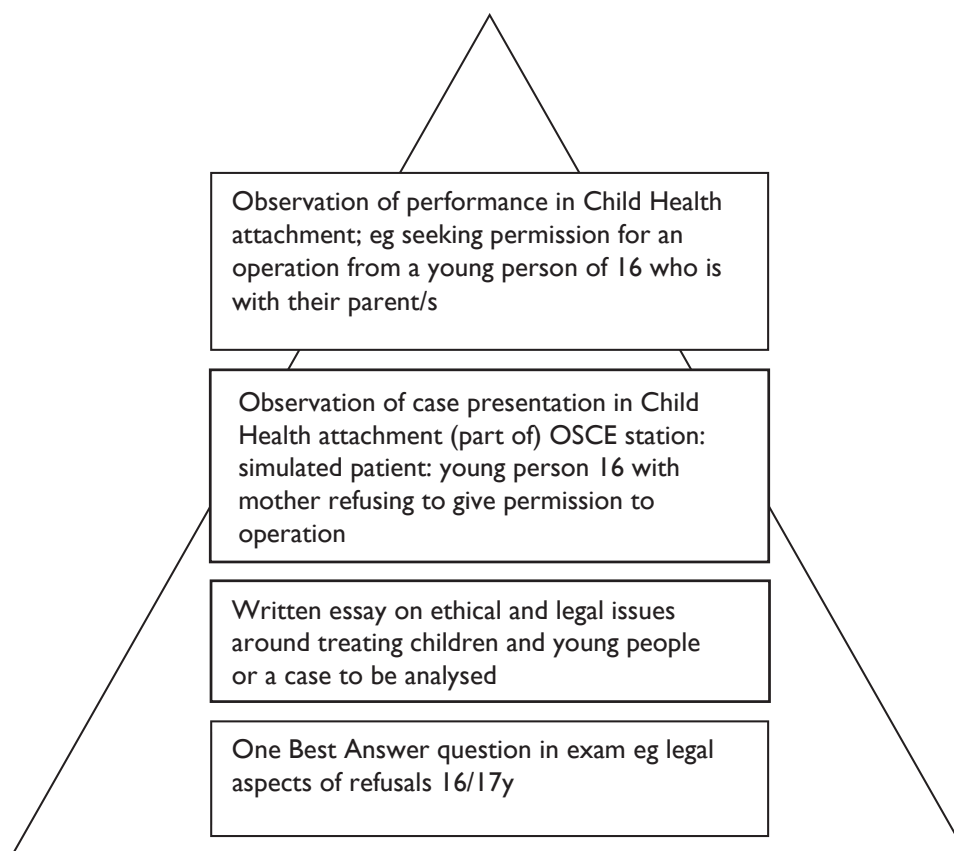 Observation of performance in Child Health
attachment; eg seeking permission for an
operation from a young person of 16 who is
with their parent/s
Observation of case presentation in Child
Health attachment (part of) OSCE station:
simulated patient: young person 16 with
mother refusing to give permission to
operation
Written essay on ethical and legal issues
around treating children and young people
or a case to be analysed
One Best Answer question in exam eg legal
aspects of refusals 16/17y